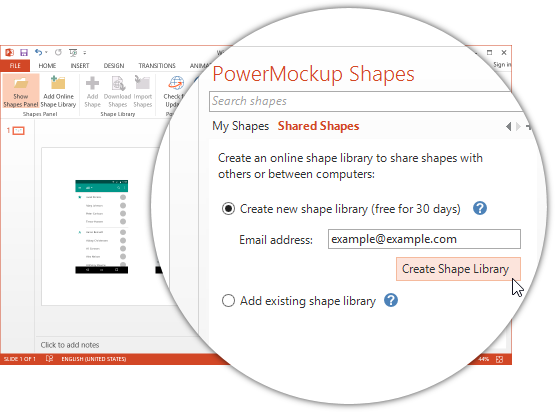 Sign in
FILE HOME INSERT DESIGN TRANSITIONS
Show Shapes Panel
Add Online Shape Library
Add Shape
Download Shapes
Import Shapes
Shapes Panel
Shape Library
1
PowerMockup Shapes
Search shapes
My Shapes Shared Shapes
Create an online shape library to share shapes with
others or between computers:
Create new shape library (free for 30 days) ?
Email address: example@example.com
Create Shape Library
Add existing shape library ?
Click to add notes
SLIDE 1 OF 1 ENGLISH (UNITED STATES) 44%